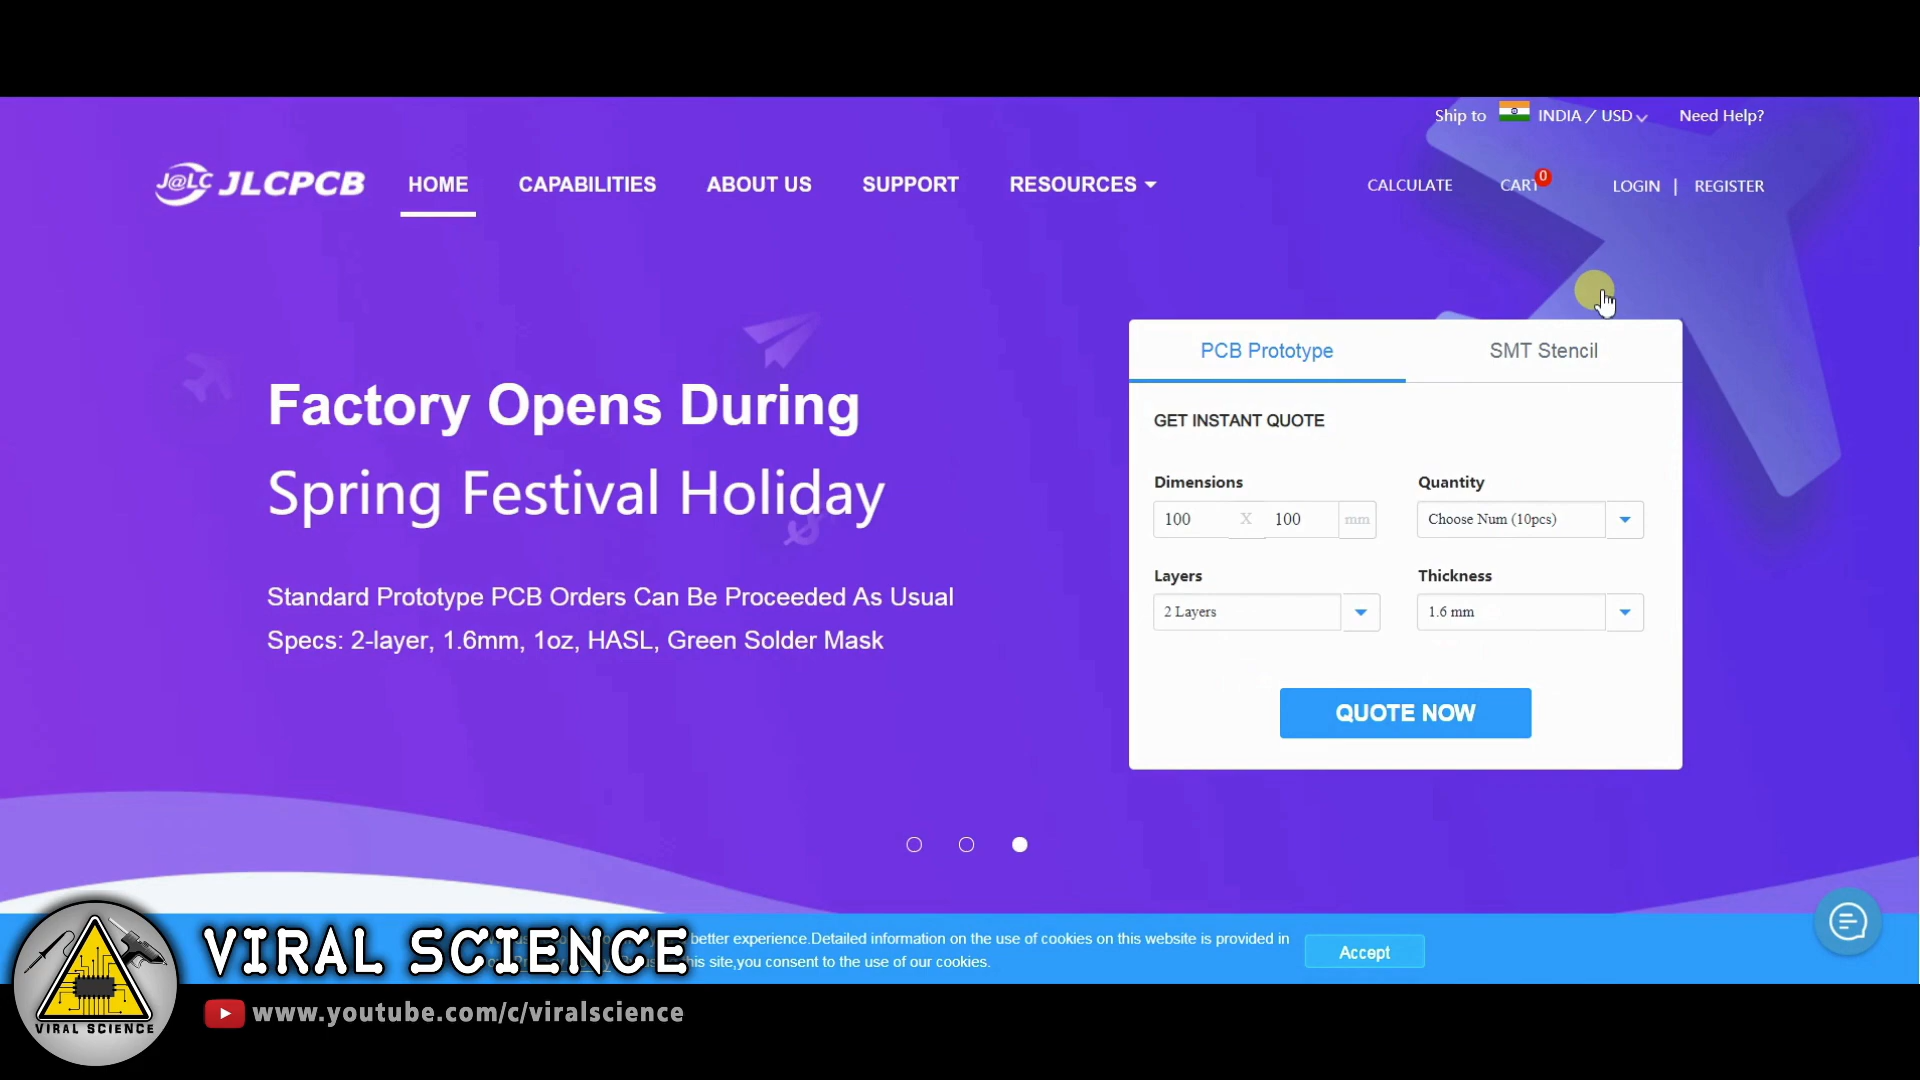 Ship to INDIA / USD Need Help?
J@LC JLCPCB HOME CAPABILITIES ABOUT US SUPPORT RESOURCES CALCULATE CART 0 LOGIN | REGISTER
PCB Prototype SMT Stencil
Factory Opens During
Spring Festival Holiday
Standard Prototype PCB Orders Can Be Proceeded As Usual
Specs: 2-layer, 1.6mm, 1oz, HASL, Green Solder Mask
GET INSTANT QUOTE
Dimensions Quantity
100 X 100 mm Choose Num (10pcs)
Layers Thickness
2 Layers 1.6 mm
QUOTE NOW
better experience.Detailed information on the use of cookies on this website is provided in
this site,you consent to the use of our cookies.
Accept
VIRAL SCIENCE
www.youtube.com/c/viralscience
VIRAL SCIENCE